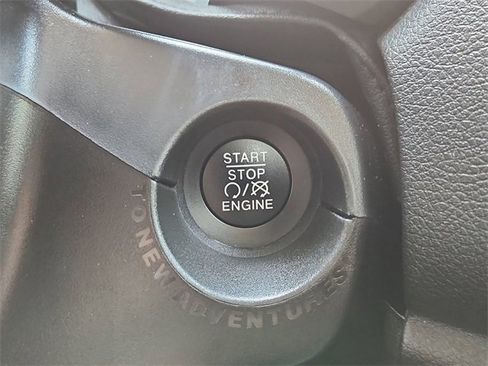 START
STOP
/
ENGINE
TO NEW ADVENTURES